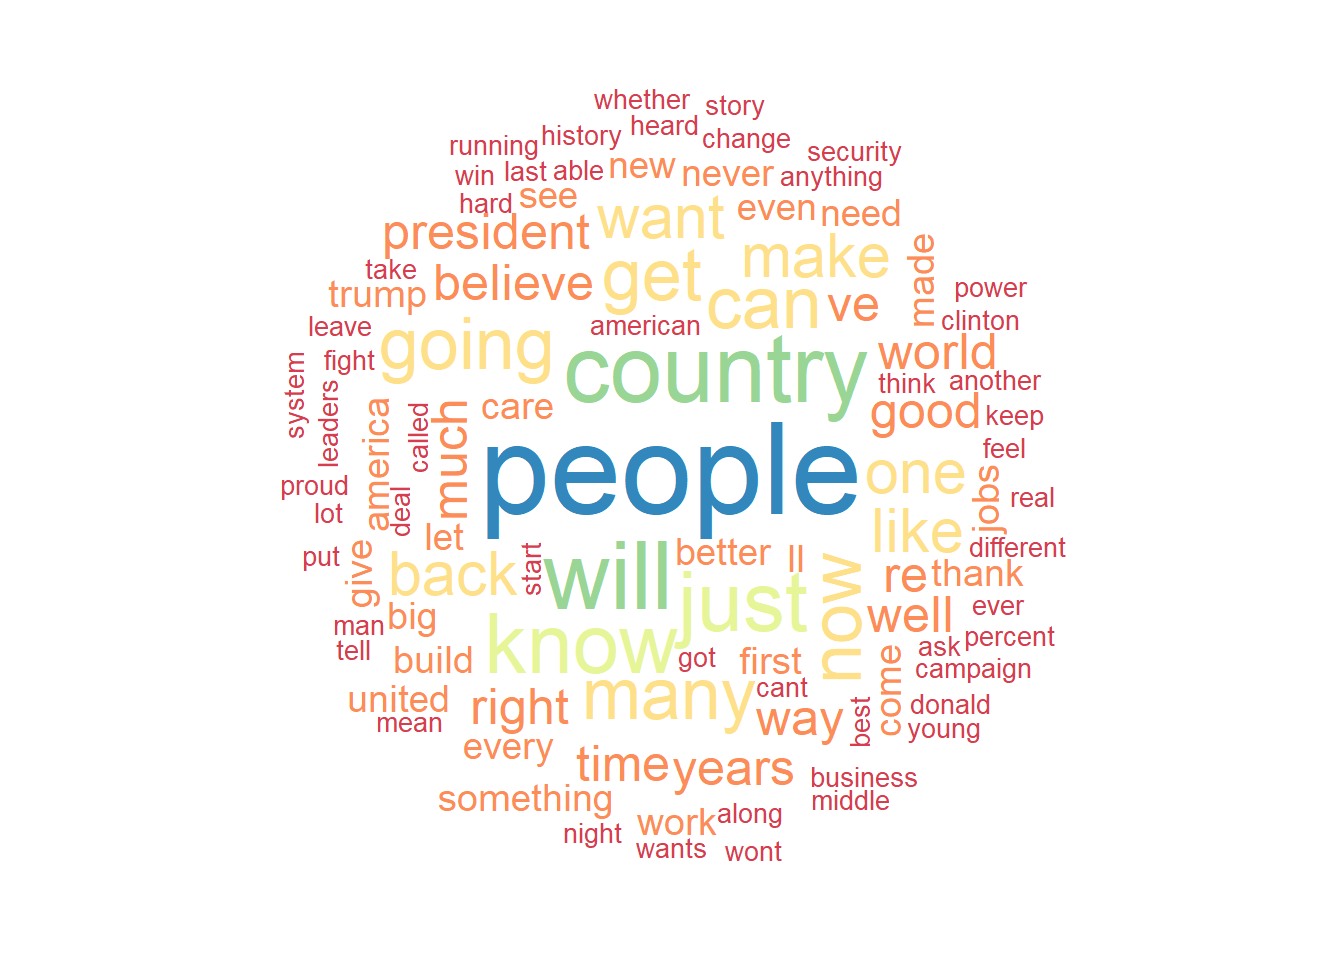 whether
story
heard
history
change
running
security
new
never
last
able
win
anything
see
hard
even
need
want
president
make
made
take
get
believe
trump
power
can
ve
clinton
american
leave
going
country
world
fight
think
another
system
leaders
care
good
keep
america
called
much
feel
people
one
proud
jobs
real
lot
deal
like
let
different
better
ll
put
start
back
will
re
thank
give
just
now
ever
big
well
man
percent
know
ask
tell
build
got
first
campaign
come
cant
many
united
right
donald
best
way
mean
young
every
time
years
business
something
middle
along
work
night
wants
wont